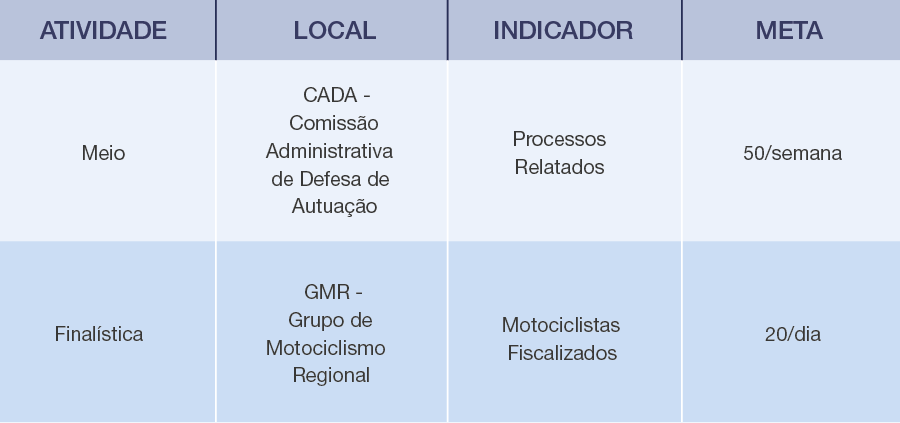 ATIVIDADE
LOCAL
INDICADOR
META
Meio
CADA -
Comissão
Administrativa
de Defesa de
Autuação
Processos
Relatados
50/semana
Finalística
GMR -
Grupo de
Motociclismo
Regional
Motociclistas
Fiscalizados
20/dia